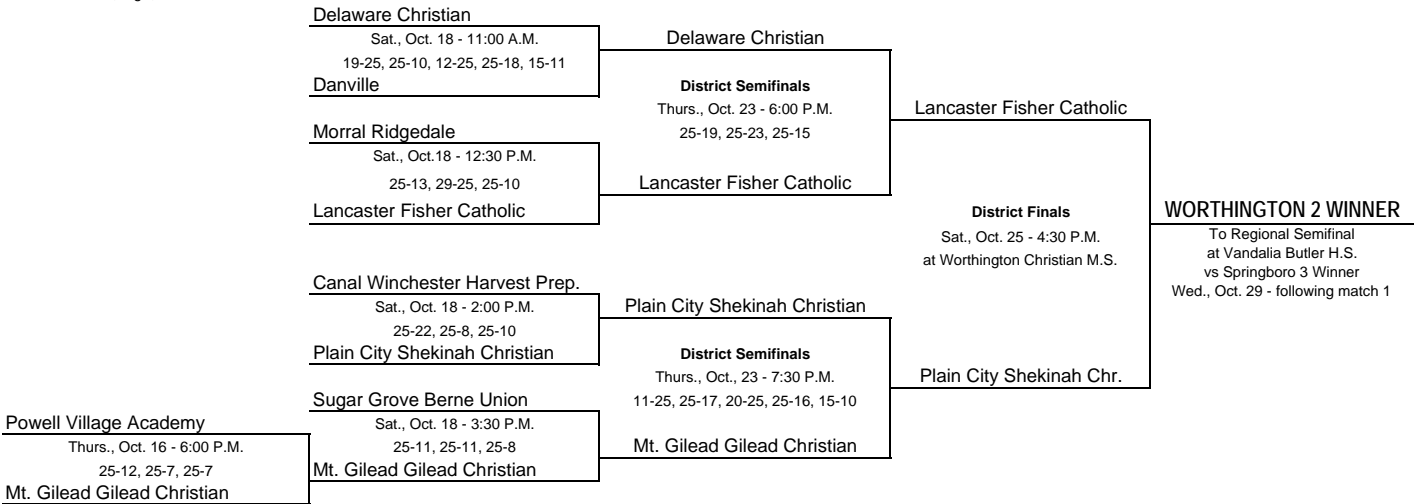 Delaware Christian
Sat., Oct. 18 - 11:00 A.M.
19-25, 25-10, 12-25, 25-18, 15-11
Danville
Morral Ridgedale
Sat., Oct.18 - 12:30 P.M.
25-13, 29-25, 25-10
Lancaster Fisher Catholic
Canal Winchester Harvest Prep.
Sat., Oct. 18 - 2:00 P.M.
25-22, 25-8, 25-10
Plain City Shekinah Christian
Sugar Grove Berne Union
Sat., Oct. 18 - 3:30 P.M.
25-11, 25-11, 25-8
Mt. Gilead Gilead Christian
Powell Village Academy
Thurs., Oct. 16 - 6:00 P.M.
25-12, 25-7, 25-7
Mt. Gilead Gilead Christian
Delaware Christian
District Semifinals
Thurs., Oct. 23 - 6:00 P.M.
25-19, 25-23, 25-15
Lancaster Fisher Catholic
Plain City Shekinah Christian
District Semifinals
Thurs., Oct., 23 - 7:30 P.M.
11-25, 25-17, 20-25, 25-16, 15-10
Mt. Gilead Gilead Christian
Lancaster Fisher Catholic
District Finals
Sat., Oct. 25 - 4:30 P.M.
at Worthington Christian M.S.
Plain City Shekinah Chr.
WORTHINGTON 2 WINNER
To Regional Semifinal
at Vandalia Butler H.S.
vs Springboro 3 Winner
Wed., Oct. 29 - following match 1